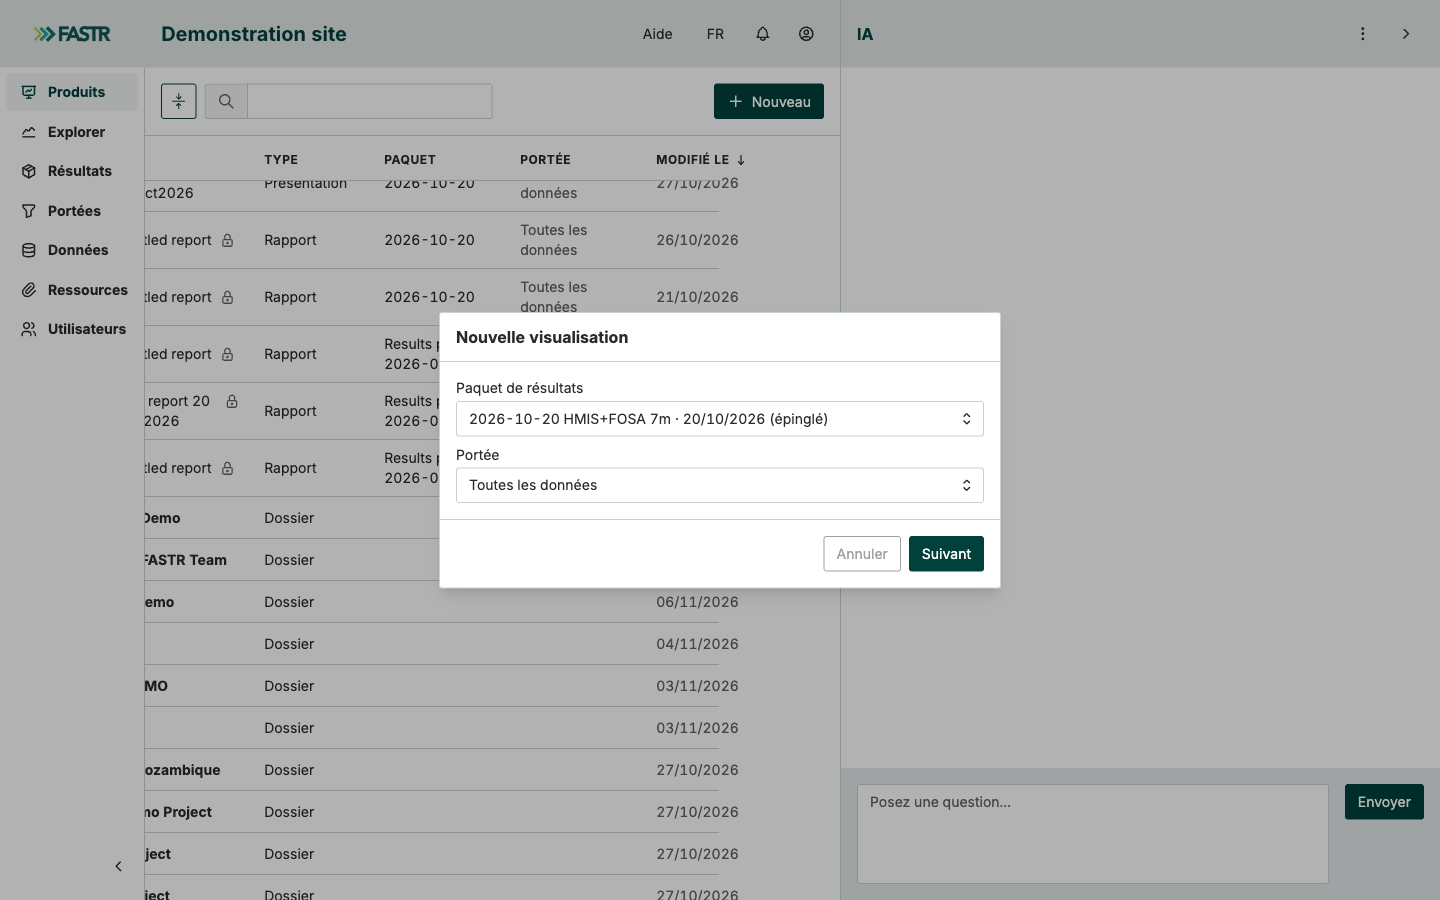 FASTR
Demonstration site
Aide
FR
IA
Produits
Explorer
Résultats
Portées
Données
Ressources
Utilisateurs
Nouveau
TYPE
PAQUET
PORTÉE
MODIFIÉ LE
ct2026
Présentation
2026-10-20
données
27/10/2026
tled report
Rapport
2026-10-20
Toutes les
données
26/10/2026
tled report
Rapport
2026-10-20
Toutes les
données
21/10/2026
tled report
Rapport
Results
2026-0
report 20
2026
Rapport
Results
2026-0
tled report
Rapport
Results
2026-0
Demo
Dossier
FASTR Team
Dossier
emo
Dossier
06/11/2026
Dossier
04/11/2026
MO
Dossier
03/11/2026
Dossier
03/11/2026
ozambique
Dossier
27/10/2026
mo Project
Dossier
27/10/2026
ject
Dossier
27/10/2026
ject
Dossier
27/10/2026
Nouvelle visualisation
Paquet de résultats
2026-10-20 HMIS+FOSA 7m · 20/10/2026 (épinglé)
Portée
Toutes les données
Annuler
Suivant
Posez une question...
Envoyer